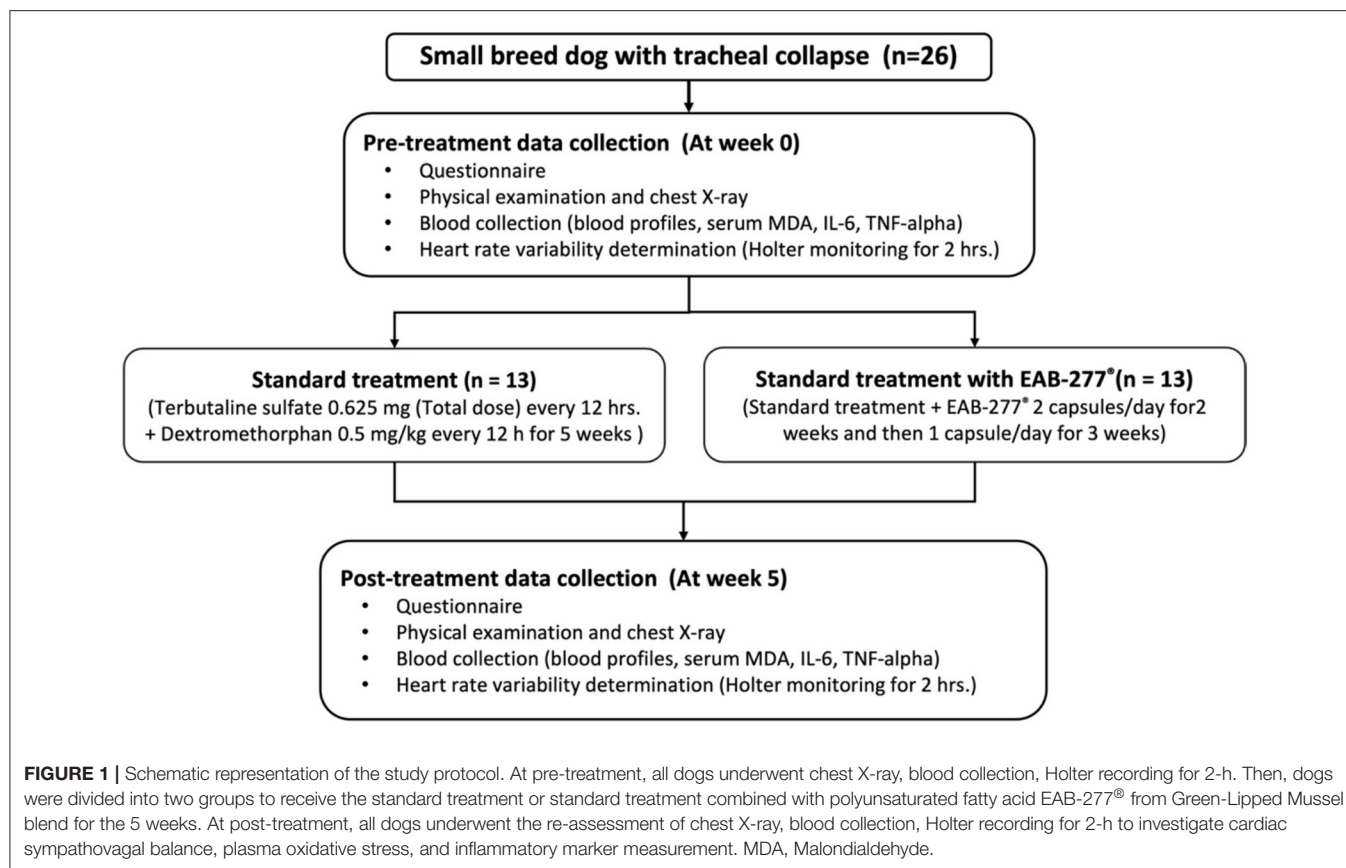 Small breed dog with tracheal collapse (n=26)
Pre-treatment data collection (At week 0)
• Questionnaire
• Physical examination and chest X-ray
• Blood collection (blood profiles, serum MDA, IL-6, TNF-alpha)
• Heart rate variability determination (Holter monitoring for 2 hrs.)
Standard treatment (n = 13)
(Terbutaline sulfate 0.625 mg (Total dose) every 12 hrs.
+ Dextromethorphan 0.5 mg/kg every 12 h for 5 weeks )
Standard treatment with EAB-277® (n = 13)
(Standard treatment + EAB-277® 2 capsules/day for2
weeks and then 1 capsule/day for 3 weeks)
Post-treatment data collection (At week 5)
• Questionnaire
• Physical examination and chest X-ray
• Blood collection (blood profiles, serum MDA, IL-6, TNF-alpha)
• Heart rate variability determination (Holter monitoring for 2 hrs.)
FIGURE 1 | Schematic representation of the study protocol. At pre-treatment, all dogs underwent chest X-ray, blood collection, Holter recording for 2-h. Then, dogs
were divided into two groups to receive the standard treatment or standard treatment combined with polyunsaturated fatty acid EAB-277® from Green-Lipped Mussel
blend for the 5 weeks. At post-treatment, all dogs underwent the re-assessment of chest X-ray, blood collection, Holter recording for 2-h to investigate cardiac
sympathovagal balance, plasma oxidative stress, and inflammatory marker measurement. MDA, Malondialdehyde.